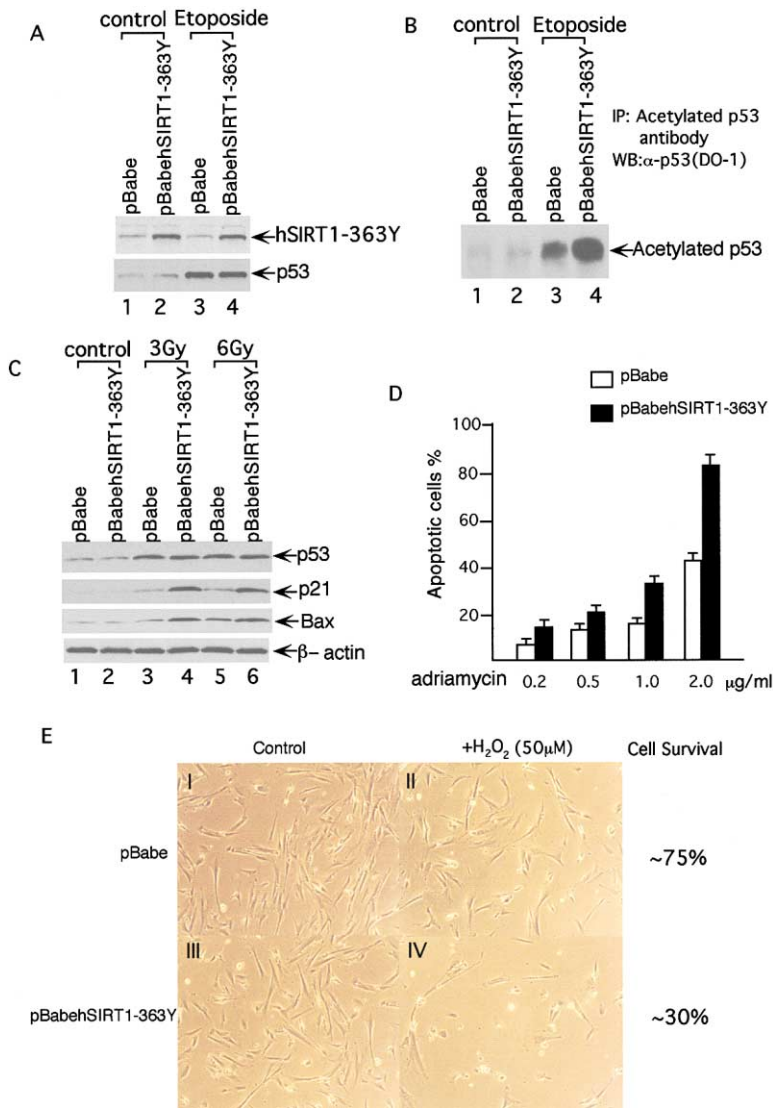 A
control Etoposide
pBabe
pBabehSIRT1-363Y
pBabe
pBabehSIRT1-363Y
hSIRT1-363Y
p53
1 2 3 4
B
control Etoposide
pBabe
pBabehSIRT1-363Y
pBabe
pBabehSIRT1-363Y
IP: Acetylated p53
antibody
WB:α-p53(DO-1)
Acetylated p53
1 2 3 4
C
control 3Gy 6Gy
pBabe
pBabehSIRT1-363Y
pBabe
pBabehSIRT1-363Y
pBabe
pBabehSIRT1-363Y
p53
p21
Bax
β- actin
1 2 3 4 5 6
D
pBabe
pBabehSIRT1-363Y
Apoptotic cells %
100
80
40
20
adriamycin 0.2 0.5 1.0 2.0 μg/ml
E
Control +H₂O₂ (50μM) Cell Survival
I II
pBabe ~75%
III IV
pBabehSIRT1-363Y ~30%